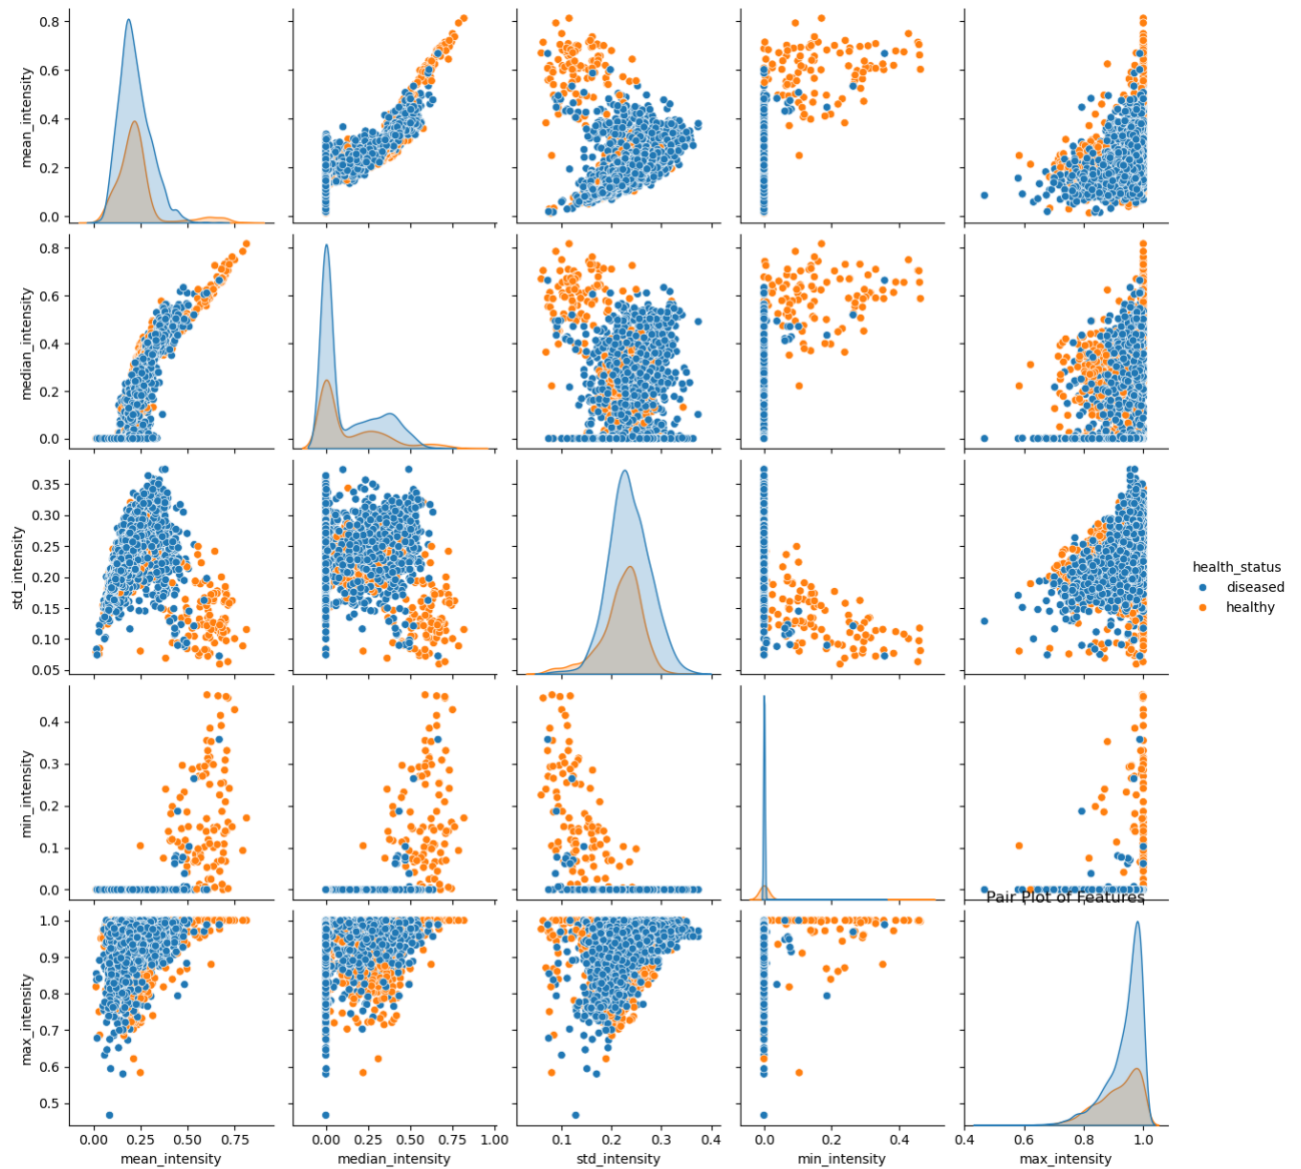 0.8
0.6
0.4
0.2
0.0
mean_intensity
0.8
0.6
0.4
0.2
0.0
median_intensity
0.35
0.30
0.25
0.20
0.15
0.10
0.05
std_intensity
health_status
diseased
healthy
0.4
0.3
0.2
0.1
0.0
min_intensity
Pair Plot of Features
1.0
0.9
0.8
0.7
0.6
0.5
max_intensity
0.00 0.25 0.50 0.75
0.00 0.25 0.50 0.75 1.00
0.1 0.2 0.3 0.4
0.0 0.2 0.4
0.4 0.6 0.8 1.0
mean_intensity
median_intensity
std_intensity
min_intensity
max_intensity